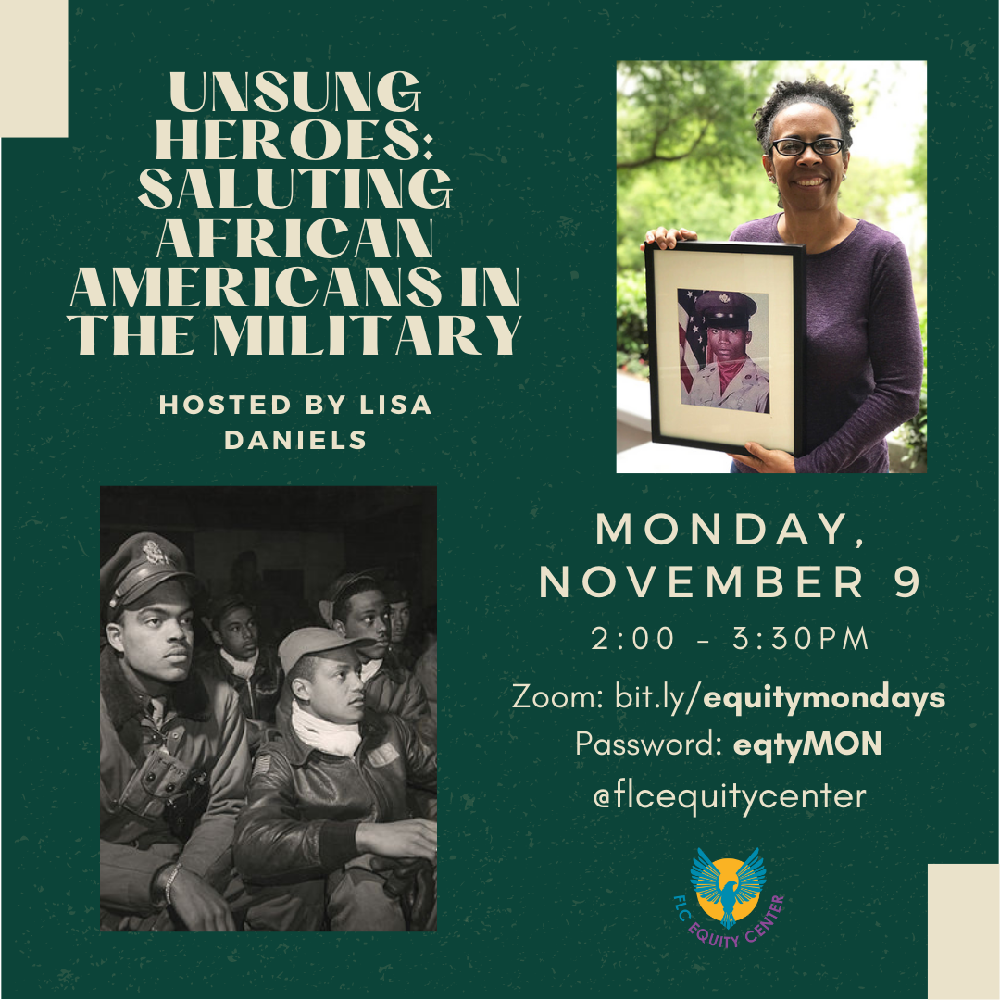 UNSUNG
HEROES:
SALUTING
AFRICAN
AMERICANS IN
THE MILITARY
HOSTED BY LISA
DANIELS
MONDAY,
NOVEMBER 9
2:00 - 3:30PM
Zoom: bit.ly/equitymondays
Password: eqtyMON
@flcequitycenter
FLC EQUITY CENTER